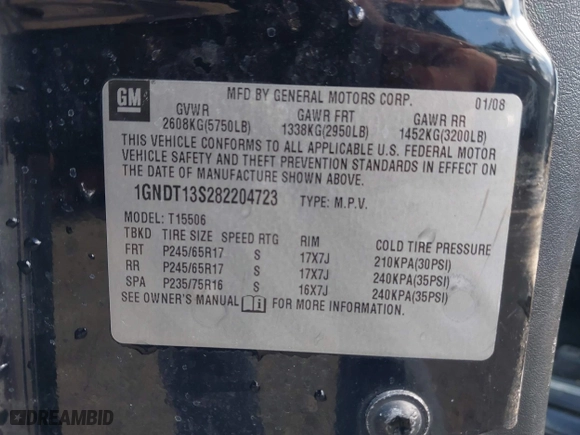 GM
MFD BY GENERAL MOTORS CORP. 01/08
GVWR GAWR FRT GAWR RR
2608KG(5750LB) 1338KG(2950LB) 1452KG(3200LB)
THIS VEHICLE CONFORMS TO ALL APPLICABLE U.S. FEDERAL MOTOR
VEHICLE SAFETY AND THEFT PREVENTION STANDARDS IN EFFECT ON
THE DATE OF MANUFACTURE SHOWN ABOVE.
1GNDT13S282204723 TYPE: M.P.V.
MODEL: T15506
TBKD TIRE SIZE SPEED RTG RIM COLD TIRE PRESSURE
FRT P245/65R17 S 17X7J 210KPA(30PSI)
RR P245/65R17 S 17X7J 240KPA(35PSI)
SPA P235/75R16 S 16X7J 240KPA(35PSI)
SEE OWNER'S MANUAL i FOR MORE INFORMATION.
©DREAMBID